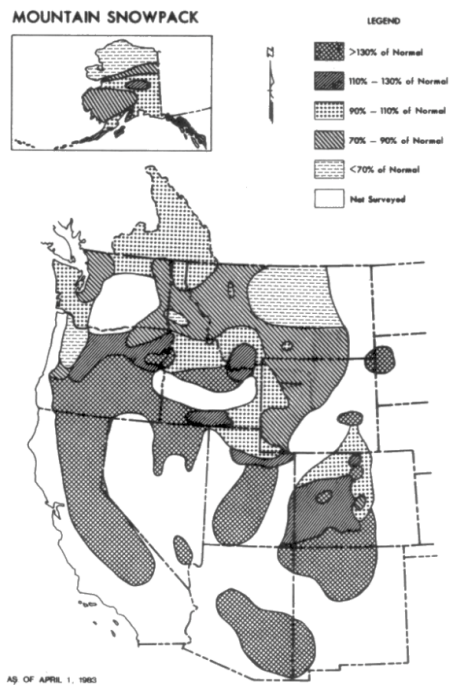 MOUNTAIN SNOWPACK
LEGEND
N
>130% of Normal
110% – 130% of Normal
90% – 110% of Normal
70% – 90% of Normal
<70% of Normal
Not Surveyed
AS OF APRIL 1, 1983